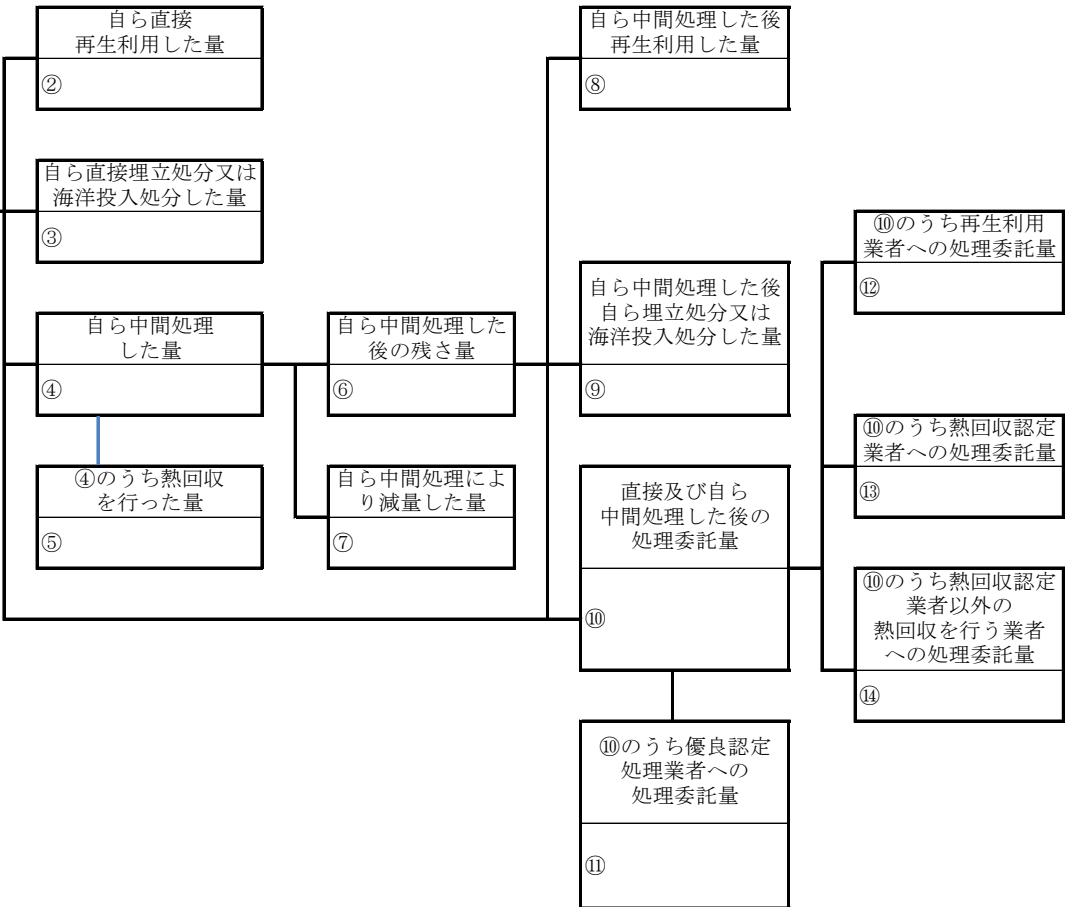 自ら直接
再生利用した量
②
自ら直接埋立処分又は
海洋投入処分した量
③
自ら中間処理
した量
④
④のうち熱回収
を行った量
⑤
自ら中間処理した
後の残さ量
⑥
自ら中間処理によ
り減量した量
⑦
自ら中間処理した後
再生利用した量
⑧
自ら中間処理した後
自ら埋立処分又は
海洋投入処分した量
⑨
直接及び自ら
中間処理した後の
処理委託量
⑩
⑩のうち優良認定
処理業者への
処理委託量
⑪
⑩のうち再生利用
業者への処理委託量
⑫
⑩のうち熱回収認定
業者への処理委託量
⑬
⑩のうち熱回収認定
業者以外の
熱回収を行う業者
への処理委託量
⑭